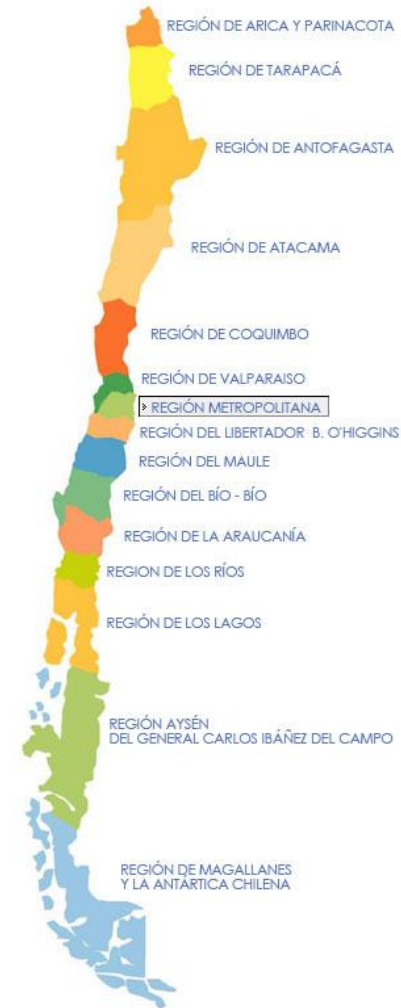 REGIÓN DE ARICA Y PARINACOTA
REGIÓN DE TARAPACÁ
REGIÓN DE ANTOFAGASTA
REGIÓN DE ATACAMA
REGIÓN DE COQUIMBO
REGIÓN DE VALPARAISO
REGIÓN METROPOLITANA
REGIÓN DEL LIBERTADOR B. O'HIGGINS
REGIÓN DEL MAULE
REGIÓN DEL BÍO - BÍO
REGIÓN DE LA ARAUCANÍA
REGION DE LOS RÍOS
REGIÓN DE LOS LAGOS
REGIÓN AYSÉN
DEL GENERAL CARLOS IBÁÑEZ DEL CAMPO
REGIÓN DE MAGALLANES
Y LA ANTÁRTICA CHILENA